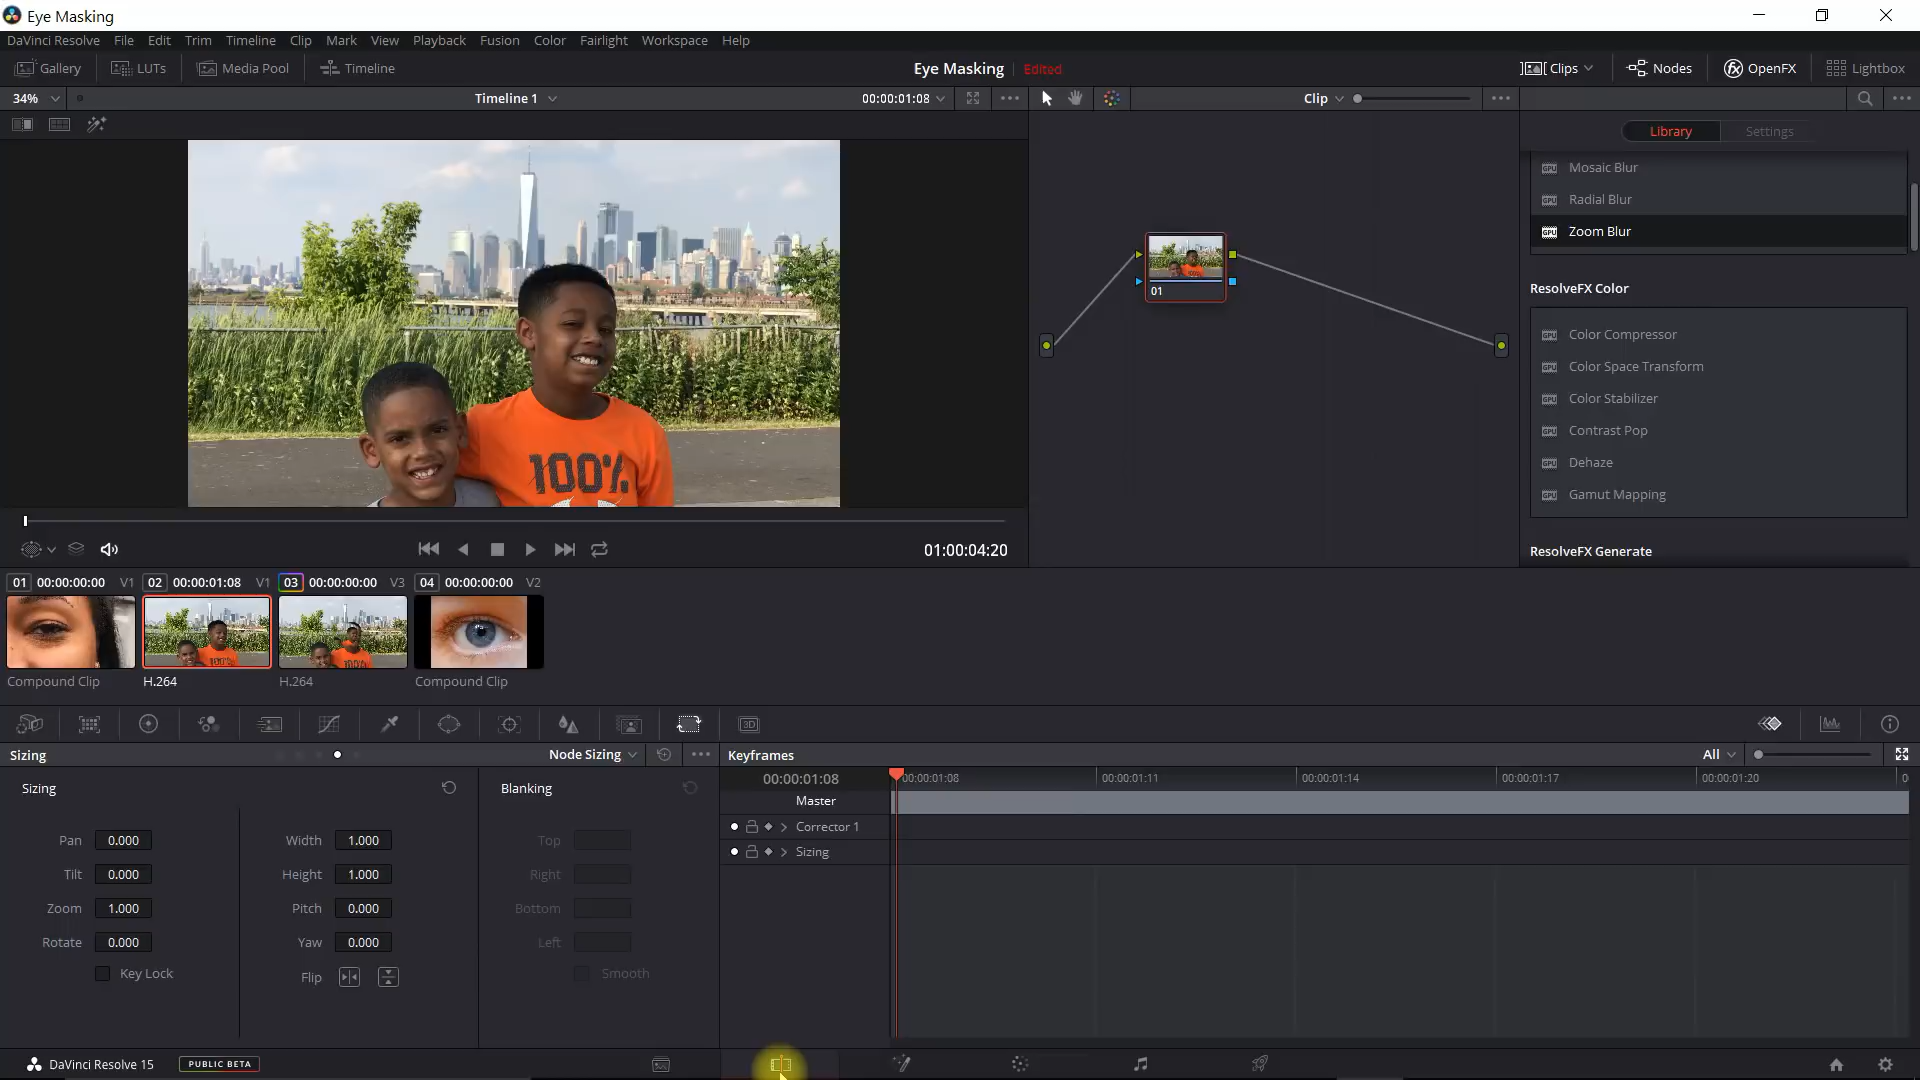 Eye Masking
DaVinci Resolve File Edit Trim Timeline Clip Mark View Playback Fusion Color Fairlight Workspace Help
Gallery LUTs Media Pool Timeline Eye Masking Edited Clips Nodes OpenFX Lightbox
34% Timeline 1 00:00:01:08 Clip
Library Settings
Mosaic Blur
Radial Blur
Zoom Blur
ResolveFX Color
Color Compressor
Color Space Transform
Color Stabilizer
Contrast Pop
Dehaze
Gamut Mapping
ResolveFX Generate
01
100%
01:00:04:20
01 00:00:00:00 V1 02 00:00:01:08 V1 03 00:00:00:00 V3 04 00:00:00:00 V2
Compound Clip H.264 H.264 Compound Clip
3D
Sizing Node Sizing Keyframes All
Sizing Blanking
Pan 0.000 Width 1.000 Top
Tilt 0.000 Height 1.000 Right
Zoom 1.000 Pitch 0.000 Bottom
Rotate 0.000 Yaw 0.000 Left
Key Lock Flip Smooth
00:00:01:08 00:00:01:08 00:00:01:11 00:00:01:14 00:00:01:17 00:00:01:20 0
Master
Corrector 1
Sizing
DaVinci Resolve 15 PUBLIC BETA